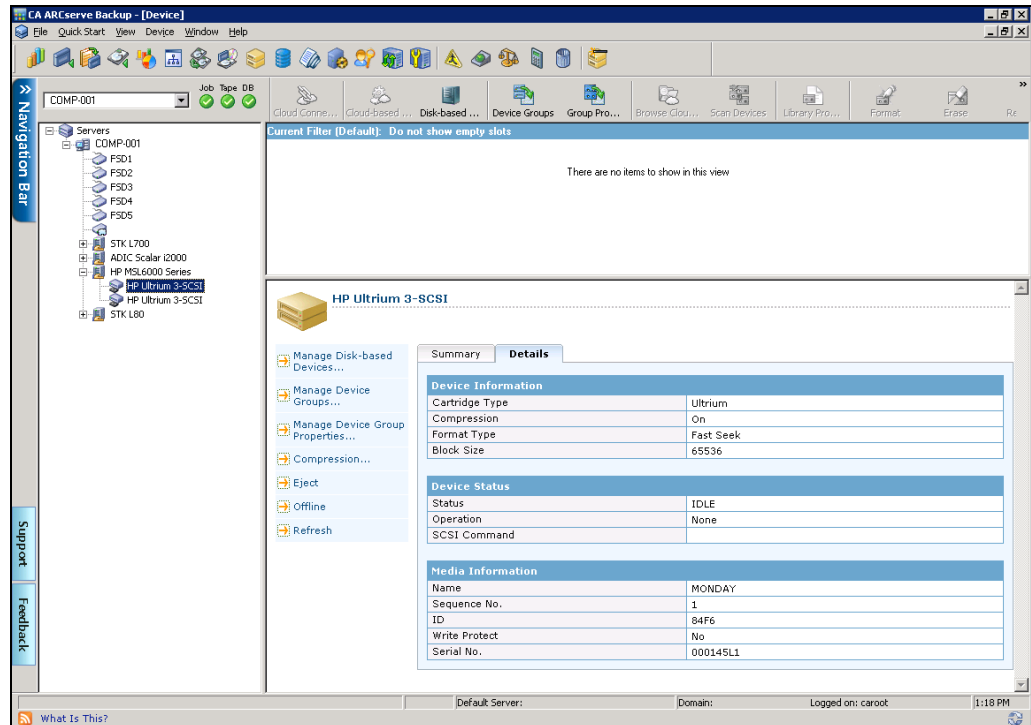 CA ARCserve Backup - [Device]
File Quick Start View Device Window Help
» Navigation Bar
COMP-001
Job Tape DB
Cloud Conne... Cloud-based ... Disk-based ... Device Groups Group Pro... Browse Clou... Scan Devices Library Pro... Format Erase Re »
Servers
COMP-001
FSD1
FSD2
FSD3
FSD4
FSD5
STK L700
ADIC Scalar i2000
HP MSL6000 Series
HP Ultrium 3-SCSI
HP Ultrium 3-SCSI
STK L80
Current Filter (Default): Do not show empty slots
There are no items to show in this view
HP Ultrium 3-SCSI
Manage Disk-based
Devices...
Manage Device
Groups...
Manage Device Group
Properties...
Compression...
Eject
Offline
Refresh
Summary Details
Device Information
Cartridge Type Ultrium
Compression On
Format Type Fast Seek
Block Size 65536
Device Status
Status IDLE
Operation None
SCSI Command
Media Information
Name MONDAY
Sequence No. 1
ID 84F6
Write Protect No
Serial No. 000145L1
Support
Feedback
Default Server: Domain: Logged on: caroot 1:18 PM
What Is This?